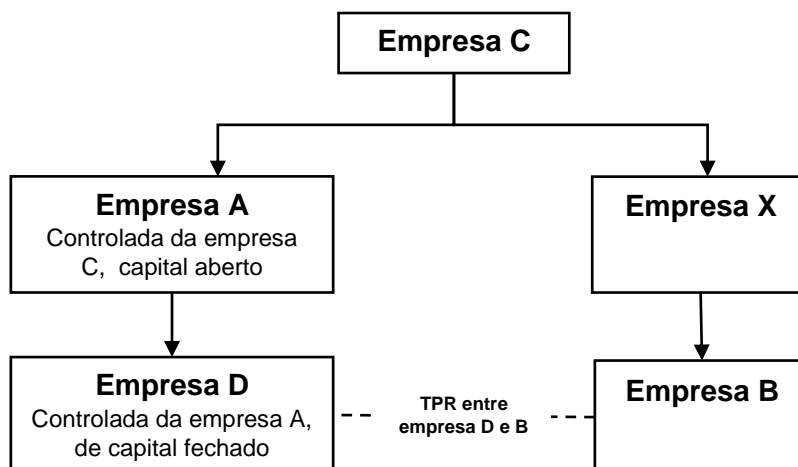 Empresa C
Empresa A
Controlada da empresa
C, capital aberto
Empresa X
Empresa D
Controlada da empresa A,
de capital fechado
TPR entre
empresa D e B
Empresa B